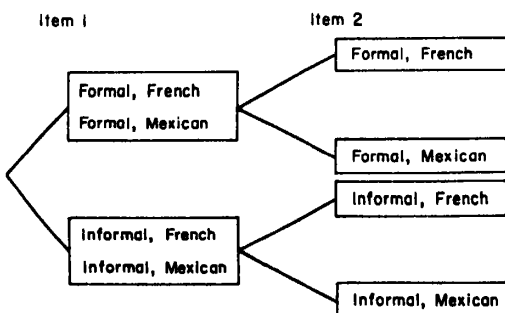 Item 1
Item 2
Formal, French
Formal, Mexican
Informal, French
Informal, Mexican
Formal, French
Formal, Mexican
Informal, French
Informal, Mexican